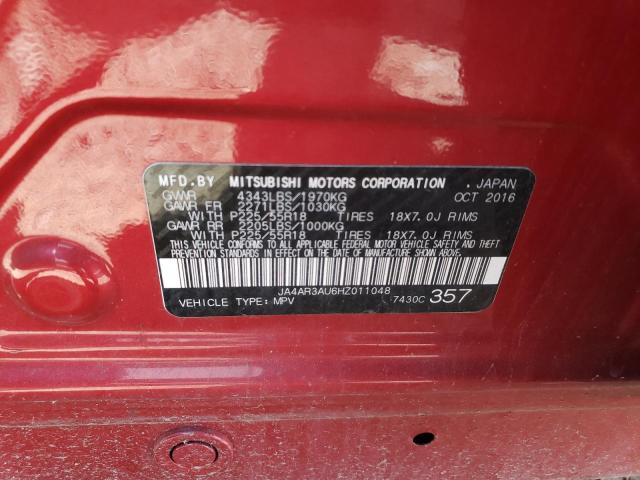 MFD.BY MITSUBISHI MOTORS CORPORATION , JAPAN
GVWR 4343LBS/1970KG OCT 2016
GAWR FR 2271LBS/1030KG
WITH P225/55R18 TIRES 18X7.0J RIMS
GAWR RR 2205LBS/1000KG
WITH P225/55R18 TIRES 18X7.0J RIMS
THIS VEHICLE CONFORMS TO ALL APPLICABLE FEDERAL MOTOR VEHICLE SAFETY, BUMPER AND THEFT
PREVENTION STANDARDS IN EFFECT ON THE DATE OF MANUFACTURE SHOWN ABOVE.
JA4AR3AU6HZ011048
VEHICLE TYPE: MPV 7430C 357